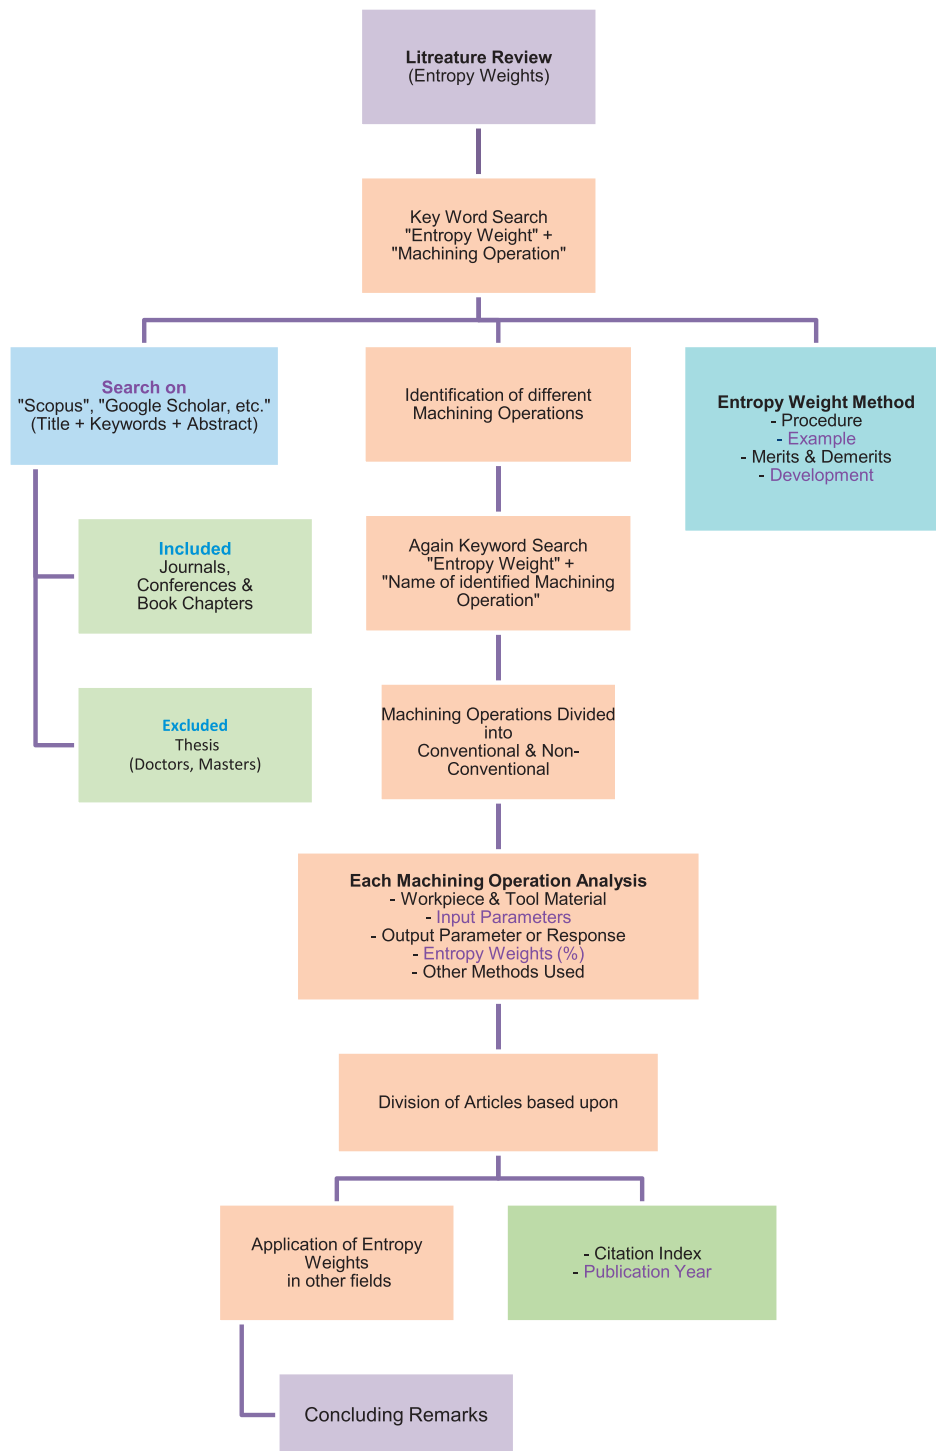 Litreature Review
(Entropy Weights)
Key Word Search
"Entropy Weight" +
"Machining Operation"
Search on
"Scopus", "Google Scholar, etc."
(Title + Keywords + Abstract)
Identification of different
Machining Operations
Entropy Weight Method
- Procedure
- Example
- Merits & Demerits
- Development
Included
Journals,
Conferences &
Book Chapters
Again Keyword Search
"Entropy Weight" +
"Name of identified Machining
Operation"
Excluded
Thesis
(Doctors, Masters)
Machining Operations Divided
into
Conventional & Non-
Conventional
Each Machining Operation Analysis
- Workpiece & Tool Material
- Input Parameters
- Output Parameter or Response
- Entropy Weights (%)
- Other Methods Used
Division of Articles based upon
Application of Entropy
Weights
in other fields
- Citation Index
- Publication Year
Concluding Remarks